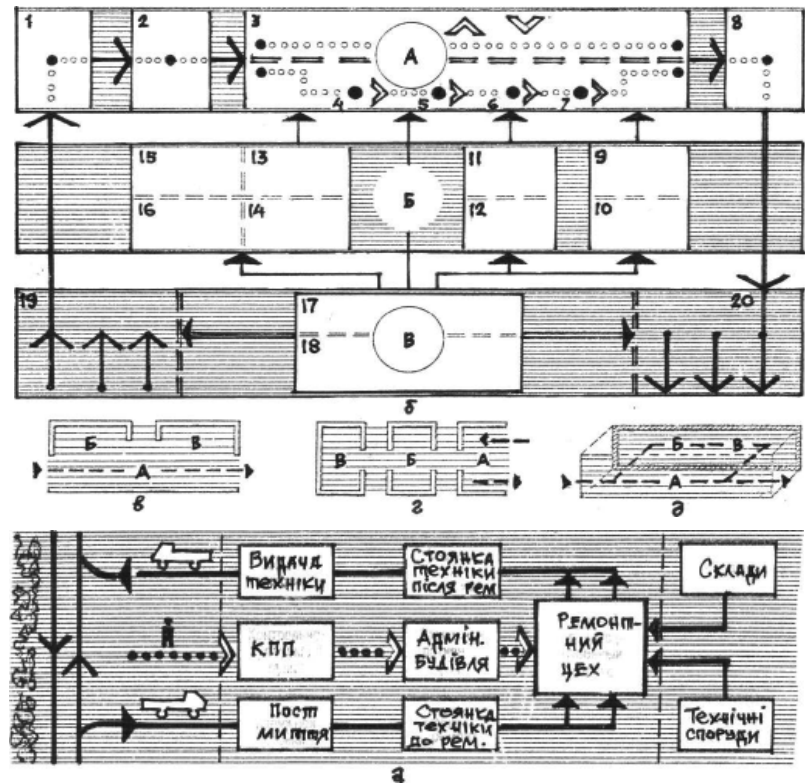 1 2 3 8
А
4 5 6 7
15 13 11 9
16 14 Б 12 10
19 17 20
18 В
б
Б В
А
В Б А
Б В
А
в г д
Видача техніки
Стоянка техніки після рем.
Склади
КПП
Адмін. будівля
Ремонтний цех
Пост миття
Стоянка техніки до рем.
Технічні споруди
а